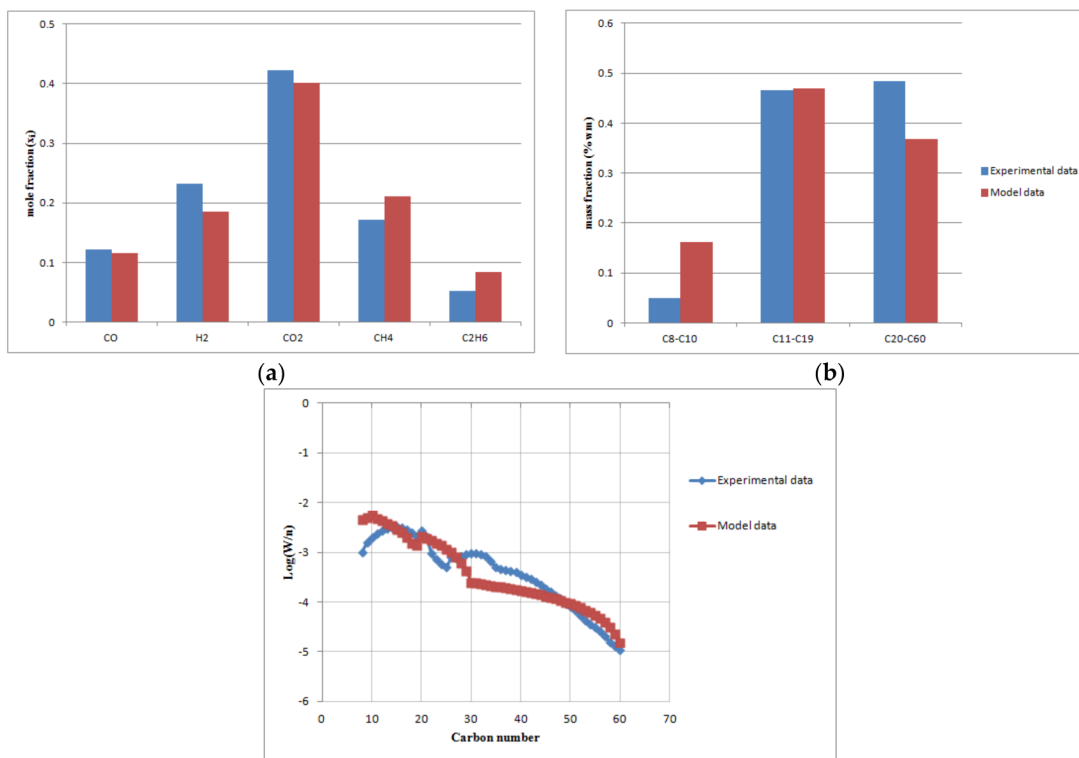 0.5
0.4
0.3
0.2
0.1
0
mole fraction (xi)
CO H2 CO2 CH4 C2H6
(a)
0.6
0.5
0.4
0.3
0.2
0.1
0
mass fraction (%wm)
C8-C10 C11-C19 C20-C60
Experimental data
Model data
(b)
0
-1
-2
-3
-4
-5
-6
Log(W/n)
0 10 20 30 40 50 60 70
Carbon number
Experimental data
Model data